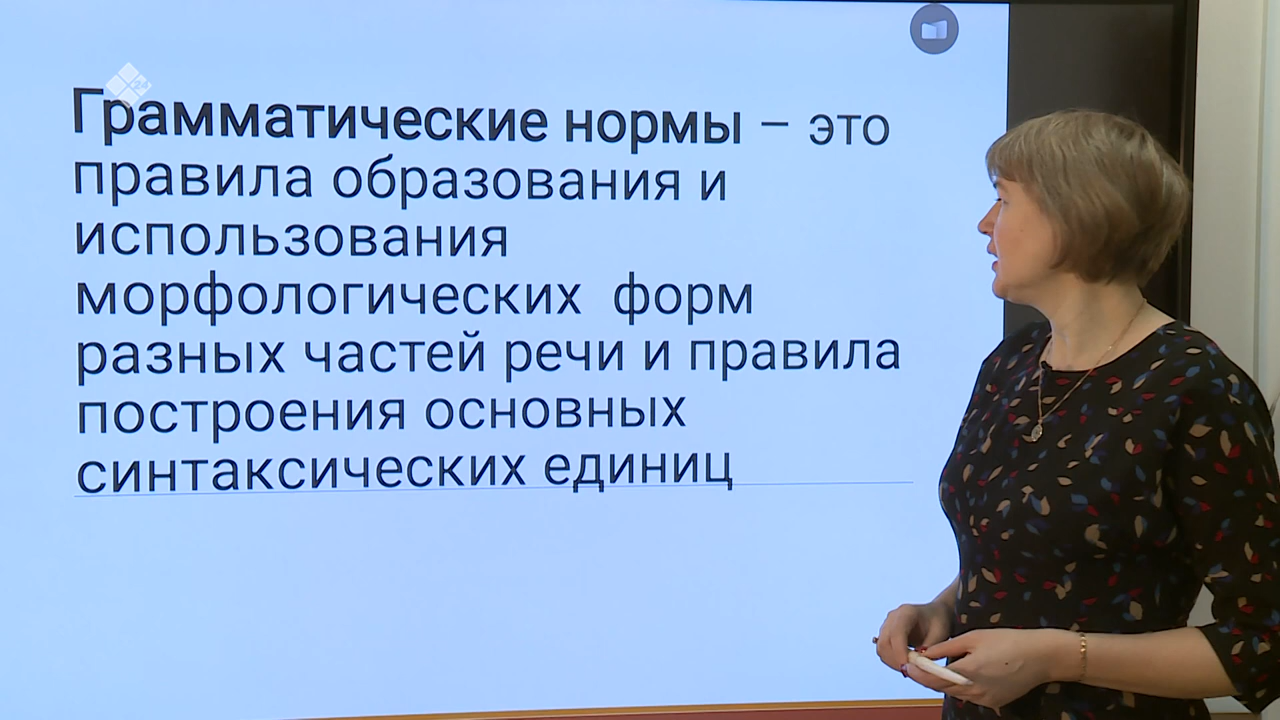 Грамматические нормы – это
правила образования и
использования
морфологических форм
разных частей речи и правила
построения основных
синтаксических единиц